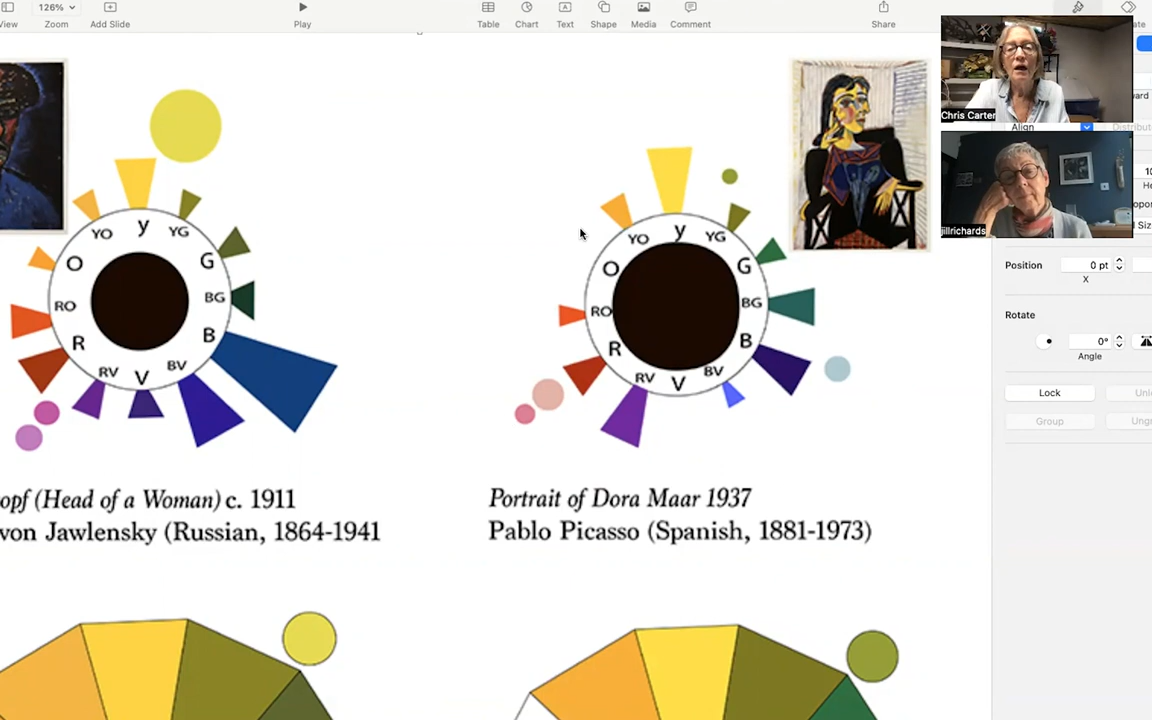 126%
View Zoom Add Slide Play Table Chart Text Shape Media Comment Share
Chris Carter
Align
jillrichards
Position 0 pt
X
Rotate 0°
Angle
Lock
Group
y
YO YG
O G
RO BG
R B
RV BV
V
y
YO YG
O G
RO BG
R B
RV BV
V
opf (Head of a Woman) c. 1911
von Jawlensky (Russian, 1864-1941
Portrait of Dora Maar 1937
Pablo Picasso (Spanish, 1881-1973)